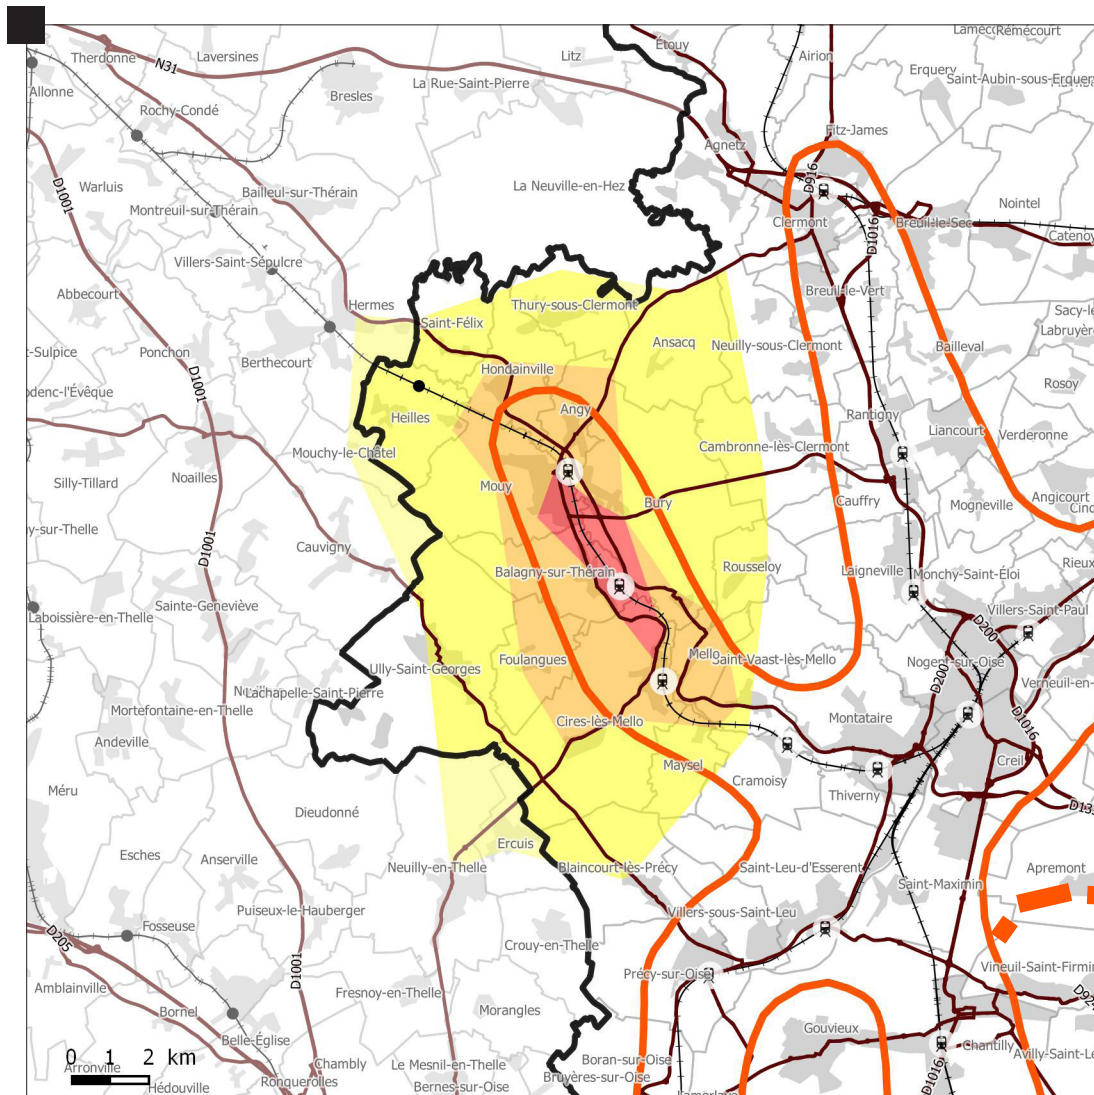 Étouy
Airion
Rémécourt
Therdonne
Laversines
Litz
N31
La Rue-Saint-Pierre
Erquery
Saint-Aubin-sous-Erquery
Allonne
Bresles
Rochy-Condé
Fitz-James
Agnetz
Warluis
Bailleul-sur-Thérain
La Neuville-en-Hez
D916
D1001
Montreuil-sur-Thérain
Clermont
Breuil-le-Sec
Nointel
D1016
Catenoy
Villers-Saint-Sépulcre
Abbecourt
Hermes
Thury-sous-Clermont
Breuil-le-Vert
Saint-Félix
Ansacq
Neuilly-sous-Clermont
Bailleval
Ponchon
Berthecourt
Hondainville
D1001
Rosoy
Heilles
Angy
Rantigny
Liancourt
Verderonne
Mouchy-le-Châtel
Cambronne-lès-Clermont
Silly-Tillard
Noailles
Mouy
Bury
Cauffry
Mogneville
Angicourt
D1001
Cauvigny
Balagny-sur-Thérain
Rousseloy
Laigneville
Monchy-Saint-Éloi
Rieux
Sainte-Geneviève
Laboissière-en-Thelle
Villers-Saint-Paul
D200
Ully-Saint-Georges
Foulangues
Mello
Saint-Vaast-lès-Mello
Nogent-sur-Oise
D200
Lachapelle-Saint-Pierre
Mortefontaine-en-Thelle
Cires-lès-Mello
Montataire
D1016
Andeville
Maysel
Creil
Cramoisy
Méru
Thiverny
Dieudonné
Ercuis
Esches
Anserville
Neuilly-en-Thelle
Blaincourt-lès-Précy
Saint-Leu-d'Esserent
Apremont
Saint-Maximin
Puiseux-le-Hauberger
Villers-sous-Saint-Leu
Fosseuse
D205
Crouy-en-Thelle
D1001
Précy-sur-Oise
Vineuil-Saint-Firmin
Amblainville
Fresnoy-en-Thelle
Bornel
Morangles
Gouvieux
Belle-Église
Chantilly
0 1 2 km
Chambly
Le Mesnil-en-Thelle
Boran-sur-Oise
Arronville
Ronquerolles
Bruyères-sur-Oise
D1016
Hédouville
Bernes-sur-Oise